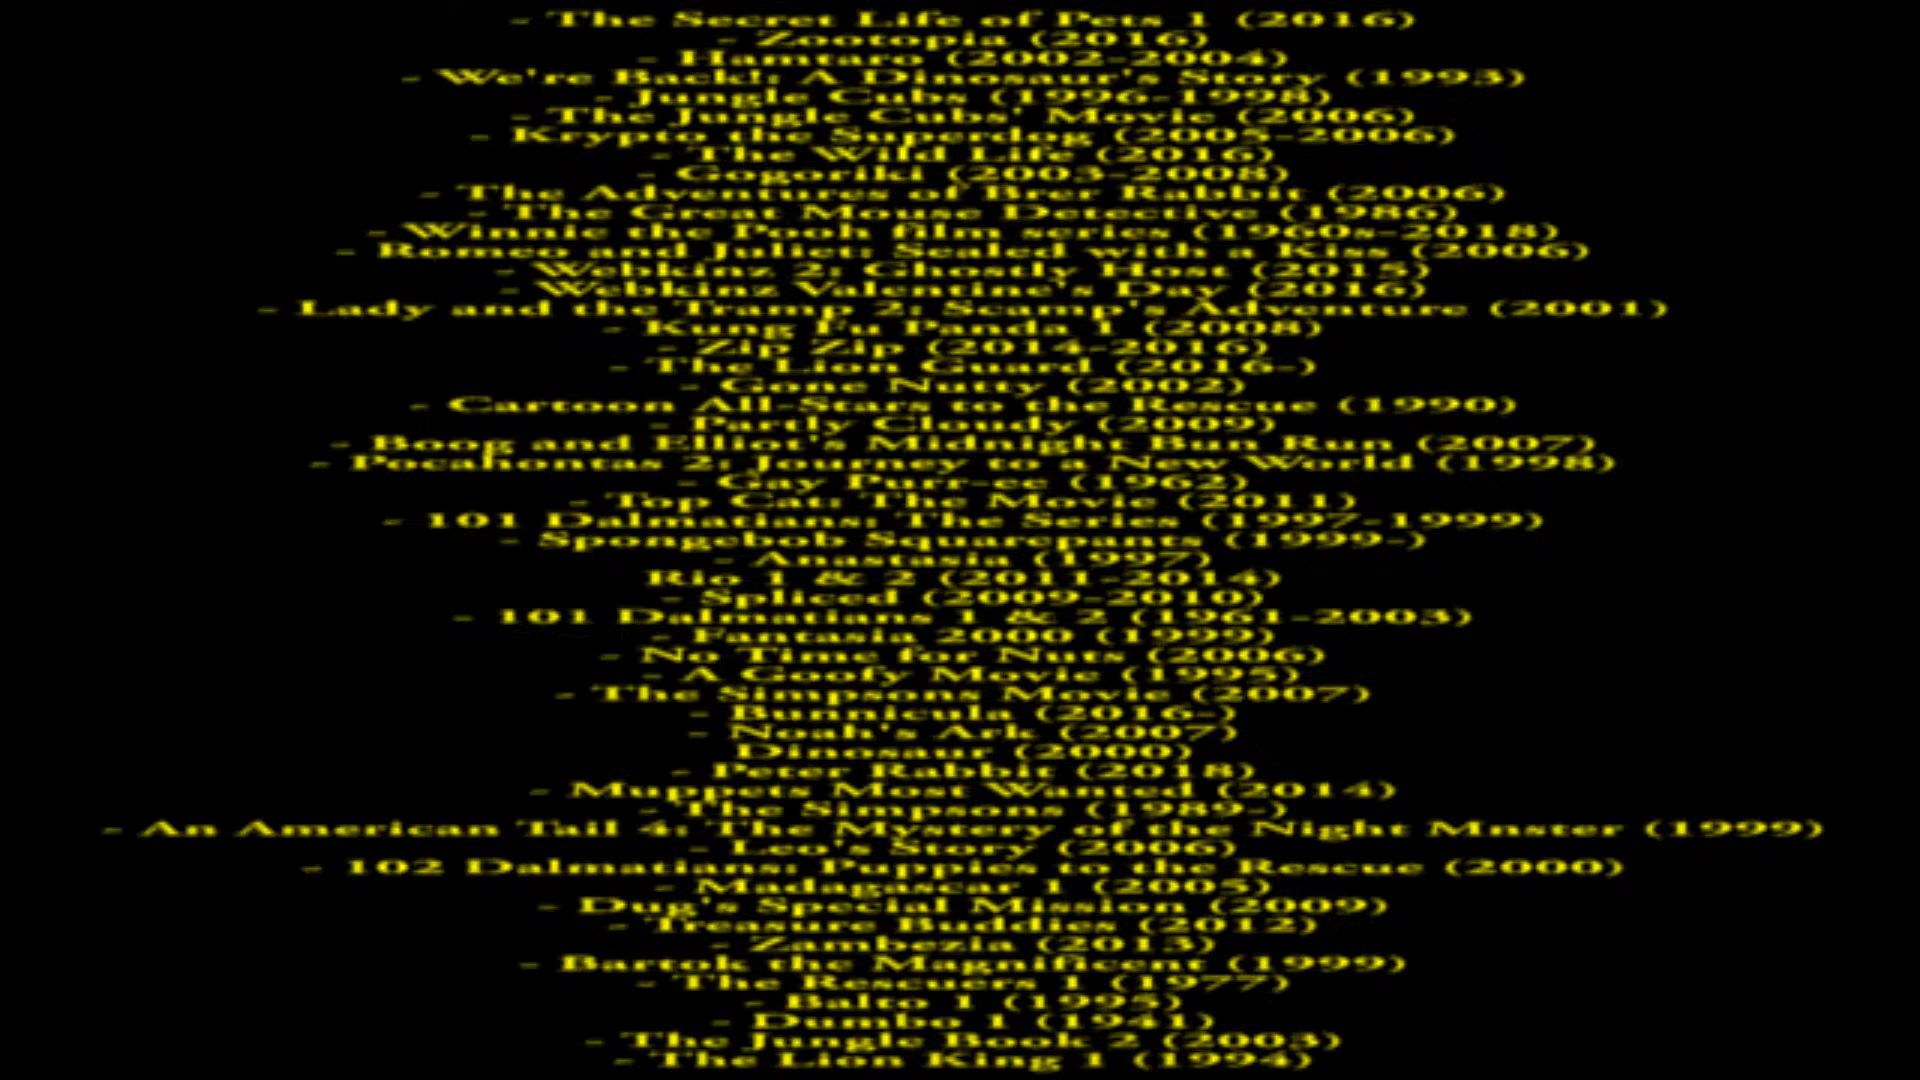 - The Secret Life of Pets 1 (2016)
- Zootopia (2016)
- Hamtaro (2002-2004)
- We're Back!: A Dinosaur's Story (1993)
- Jungle Cubs (1996-1998)
- The Jungle Cubs' Movie (2006)
- Krypto the Superdog (2005-2006)
- The Wild Life (2016)
- Gogoriki (2003-2008)
- The Adventures of Brer Rabbit (2006)
- The Great Mouse Detective (1986)
- Winnie the Pooh film series (1960s-2018)
- Romeo and Juliet: Sealed with a Kiss (2006)
- Webkinz 2: Ghostly Host (2015)
- Webkinz Valentine's Day (2016)
- Lady and the Tramp 2: Scamp's Adventure (2001)
- Kung Fu Panda 1 (2008)
- Zip Zip (2014-2016)
- The Lion Guard (2016-)
- Gone Nutty (2002)
- Cartoon All-Stars to the Rescue (1990)
- Partly Cloudy (2009)
- Boog and Elliot's Midnight Bun Run (2007)
- Pocahontas 2: Journey to a New World (1998)
- Gay Purr-ee (1962)
- Top Cat: The Movie (2011)
- 101 Dalmatians: The Series (1997-1999)
- Spongebob Squarepants (1999-)
- Anastasia (1997)
Rio 1 & 2 (2011-2014)
- Spliced (2009-2010)
- 101 Dalmatians 1 & 2 (1961-2003)
- Fantasia 2000 (1999)
- No Time for Nuts (2006)
- A Goofy Movie (1995)
- The Simpsons Movie (2007)
- Bunnicula (2016-)
- Noah's Ark (2007)
Dinosaur (2000)
- Peter Rabbit (2018)
- Muppets Most Wanted (2014)
- The Simpsons (1989-)
- An American Tail 4: The Mystery of the Night Mnster (1999)
- Leo's Story (2006)
- 102 Dalmatians: Puppies to the Rescue (2000)
- Madagascar 1 (2005)
- Dug's Special Mission (2009)
- Treasure Buddies (2012)
- Zambezia (2013)
- Bartok the Magnificent (1999)
- The Rescuers 1 (1977)
- Balto 1 (1995)
- Dumbo 1 (1941)
- The Jungle Book 2 (2003)
- The Lion King 1 (1994)